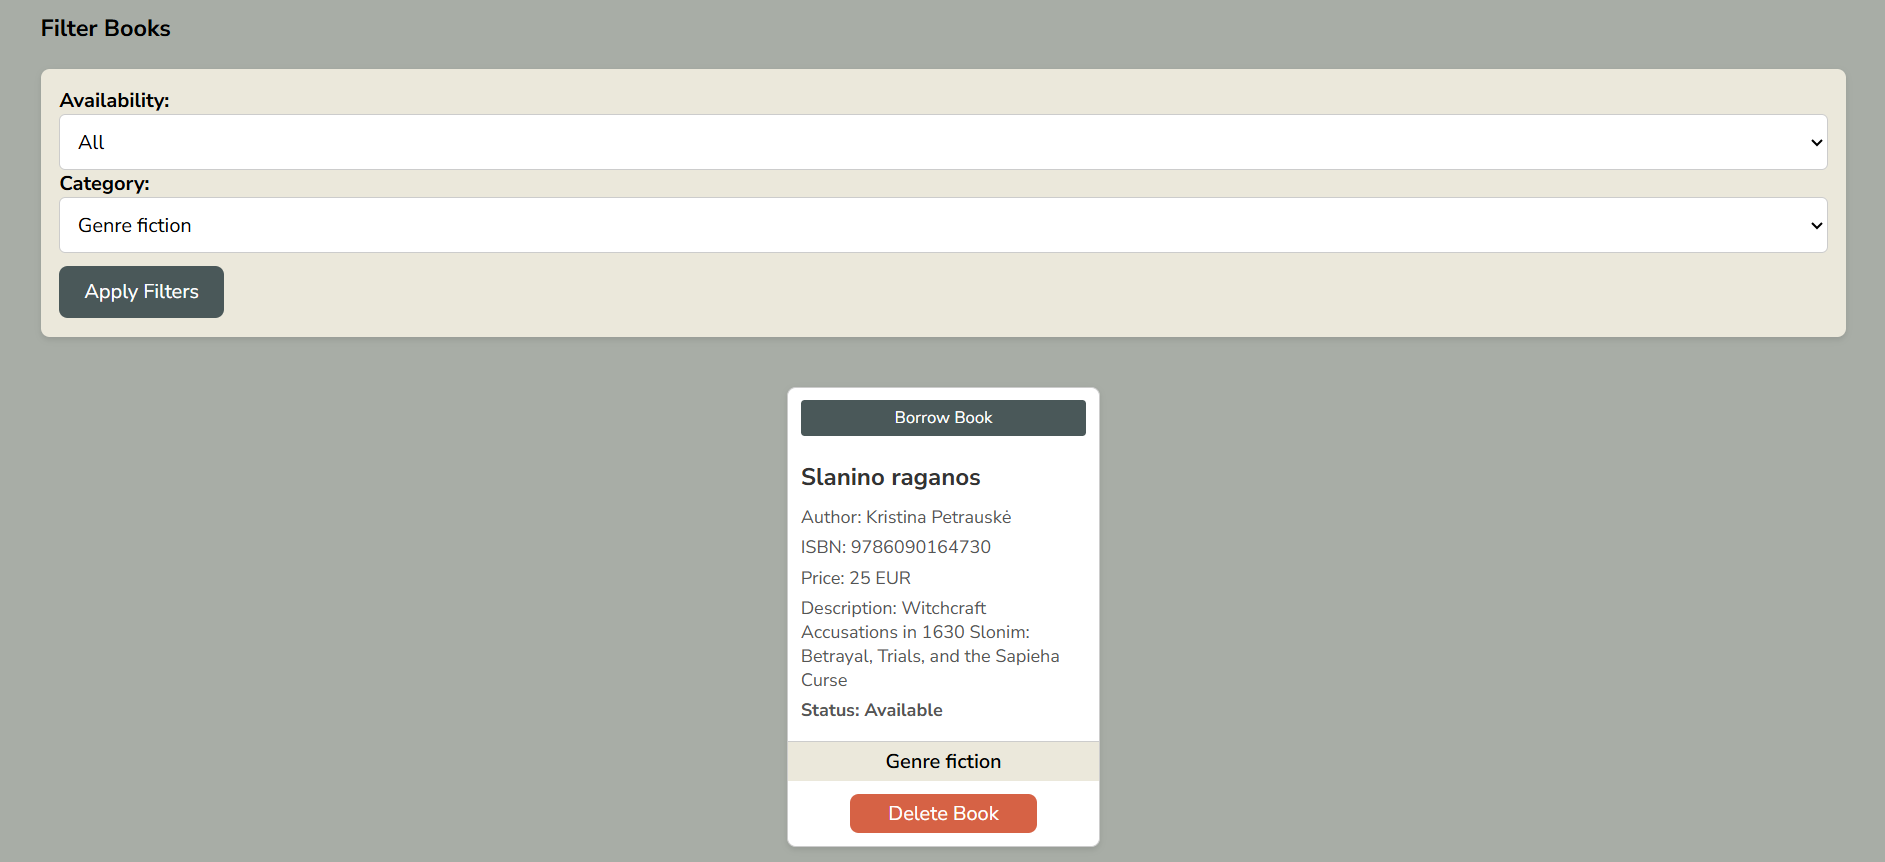 Filter Books
Availability:
All
Category:
Genre fiction
Apply Filters
Borrow Book
Slanino raganos
Author: Kristina Petrauskė
ISBN: 9786090164730
Price: 25 EUR
Description: Witchcraft
Accusations in 1630 Slonim:
Betrayal, Trials, and the Sapieha
Curse
Status: Available
Genre fiction
Delete Book